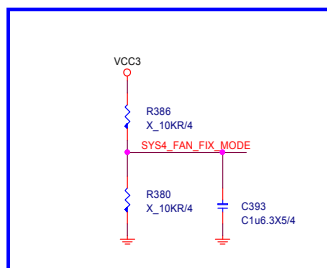 VCC3
R386
X_10KR/4
SYS4_FAN_FIX_MODE
R380
X_10KR/4
C393
C1u6.3X5/4